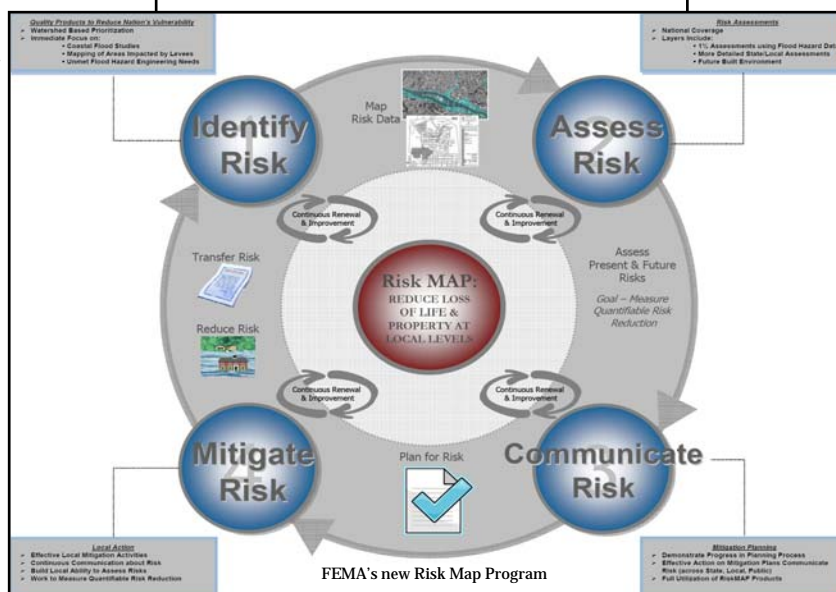 Quality Products to Reduce Nation's Vulnerability
➢ Watershed Based Prioritization
➢ Immediate Focus on:
• Coastal Flood Studies
• Mapping of Areas Impacted by Levees
• Unmet Flood Hazard Engineering Needs
Risk Assessments
➢ National Coverage
➢ Layers Include:
• 1% Assessments using Flood Hazard Data
• More Detailed State/Local Assessments
• Future Built Environment
1
Identify
Risk
Map
Risk Data
2
Assess
Risk
Continuous Renewal
& Improvement
Continuous Renewal
& Improvement
Transfer Risk
Reduce Risk
Risk MAP:
REDUCE LOSS
OF LIFE &
PROPERTY AT
LOCAL LEVELS
Assess
Present & Future
Risks
Goal – Measure
Quantifiable Risk
Reduction
Continuous Renewal
& Improvement
Continuous Renewal
& Improvement
4
Mitigate
Risk
Plan for Risk
3
Communicate
Risk
Local Action
➢ Effective Local Mitigation Activities
➢ Continuous Communication about Risk
➢ Build Local Ability to Assess Risks
➢ Work to Measure Quantifiable Risk Reduction
Mitigation Planning
➢ Demonstrate Progress in Planning Process
➢ Effective Action on Mitigation Plans Communicate
Risk (across State, Local, Public)
➢ Full Utilization of RiskMAP Products
FEMA's new Risk Map Program